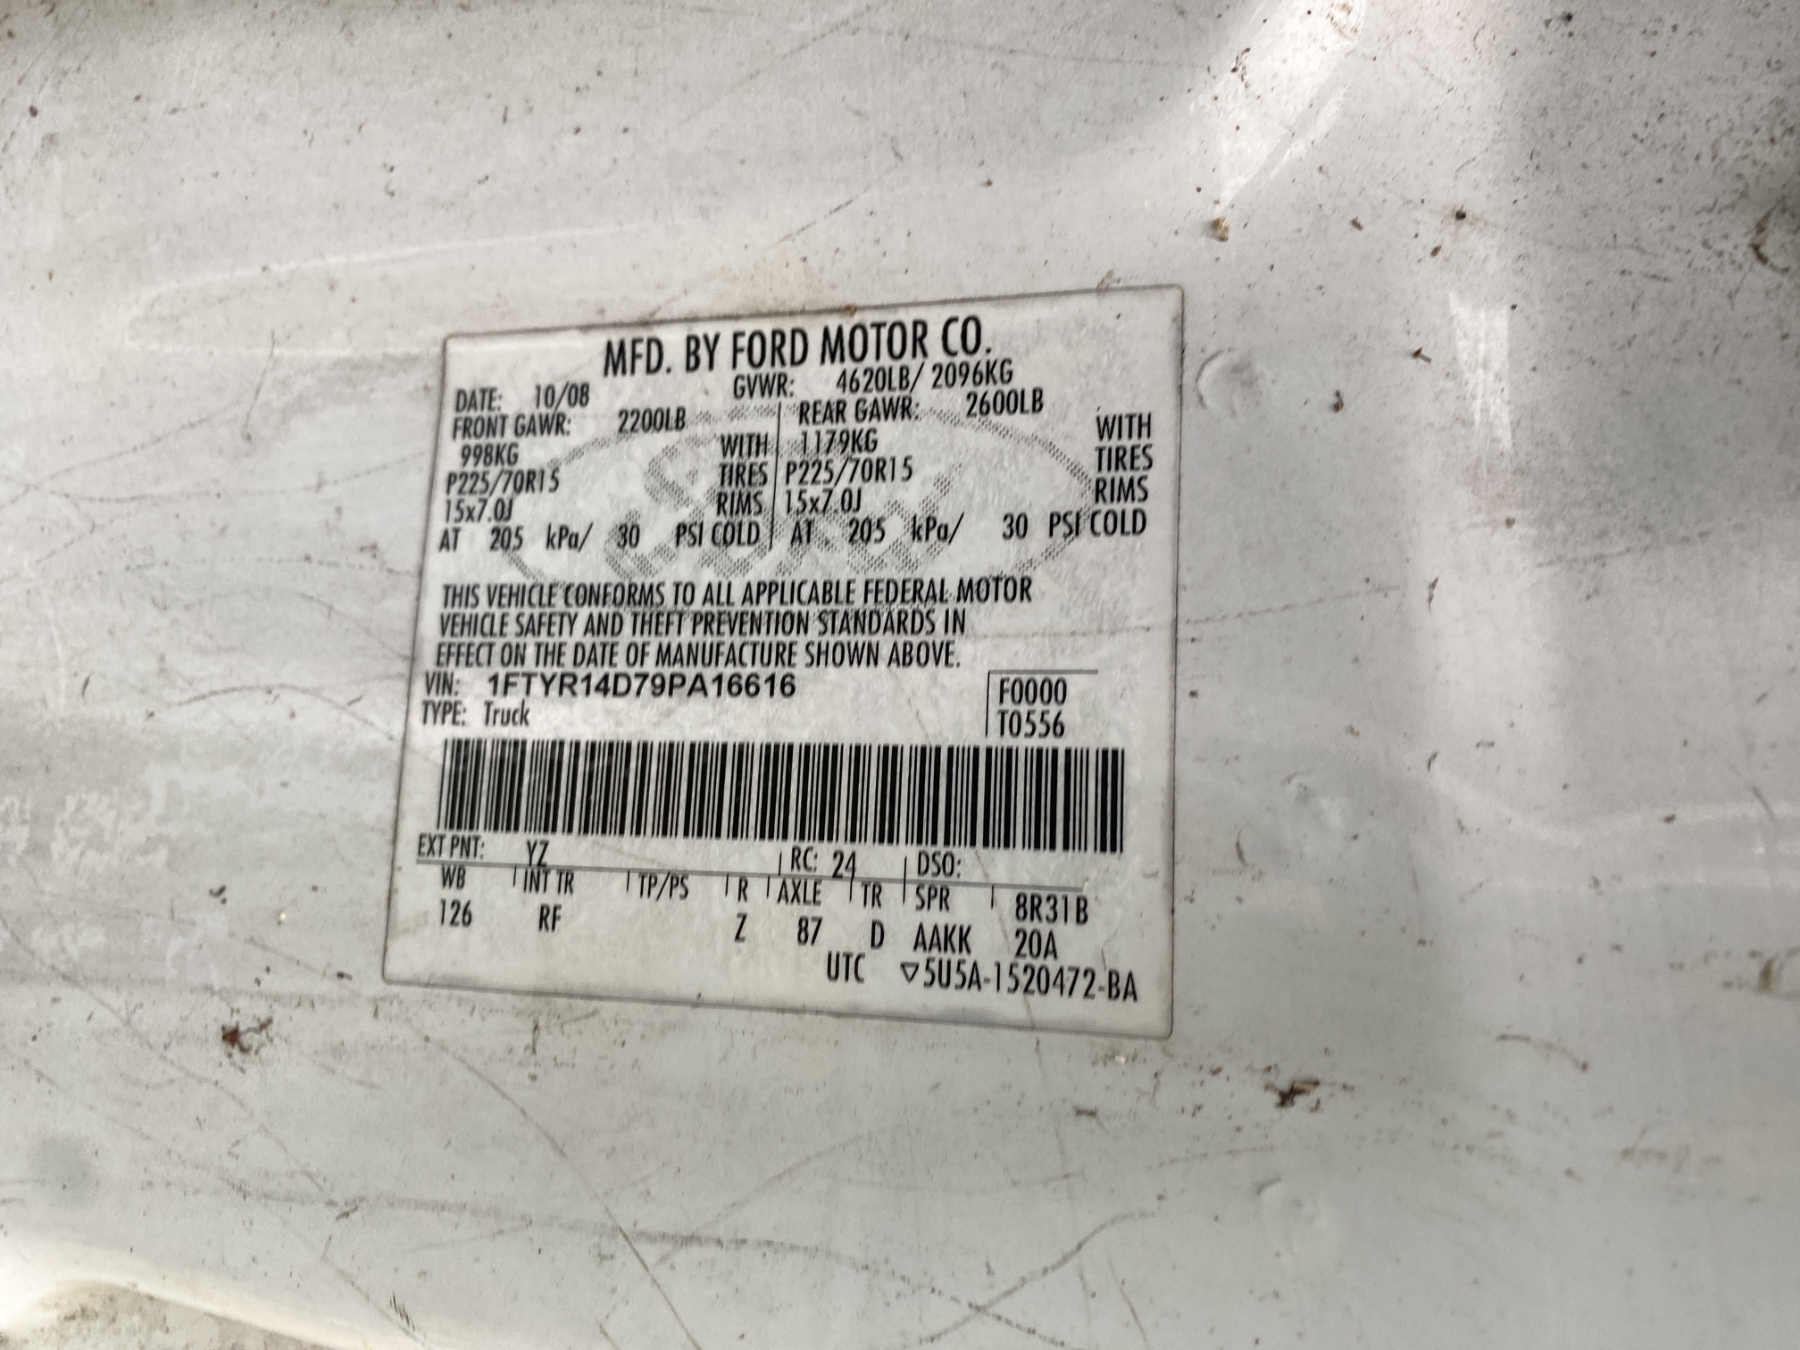 MFD. BY FORD MOTOR CO.
DATE: 10/08 GVWR: 4620LB/ 2096KG
FRONT GAWR: 2200LB REAR GAWR: 2600LB
998KG WITH 1179KG WITH
P225/70R15 TIRES P225/70R15 TIRES
15x7.0J RIMS 15x7.0J RIMS
AT 205 kPa/ 30 PSI COLD AT 205 kPa/ 30 PSI COLD
THIS VEHICLE CONFORMS TO ALL APPLICABLE FEDERAL MOTOR
VEHICLE SAFETY AND THEFT PREVENTION STANDARDS IN
EFFECT ON THE DATE OF MANUFACTURE SHOWN ABOVE.
VIN: 1FTYR14D79PA16616 F0000
TYPE: Truck T0556
EXT PNT: YZ RC: 24 DSO:
WB INT TR TP/PS R AXLE TR SPR 8R31B
126 RF Z 87 D AAKK 20A
UTC ▽5U5A-1520472-BA